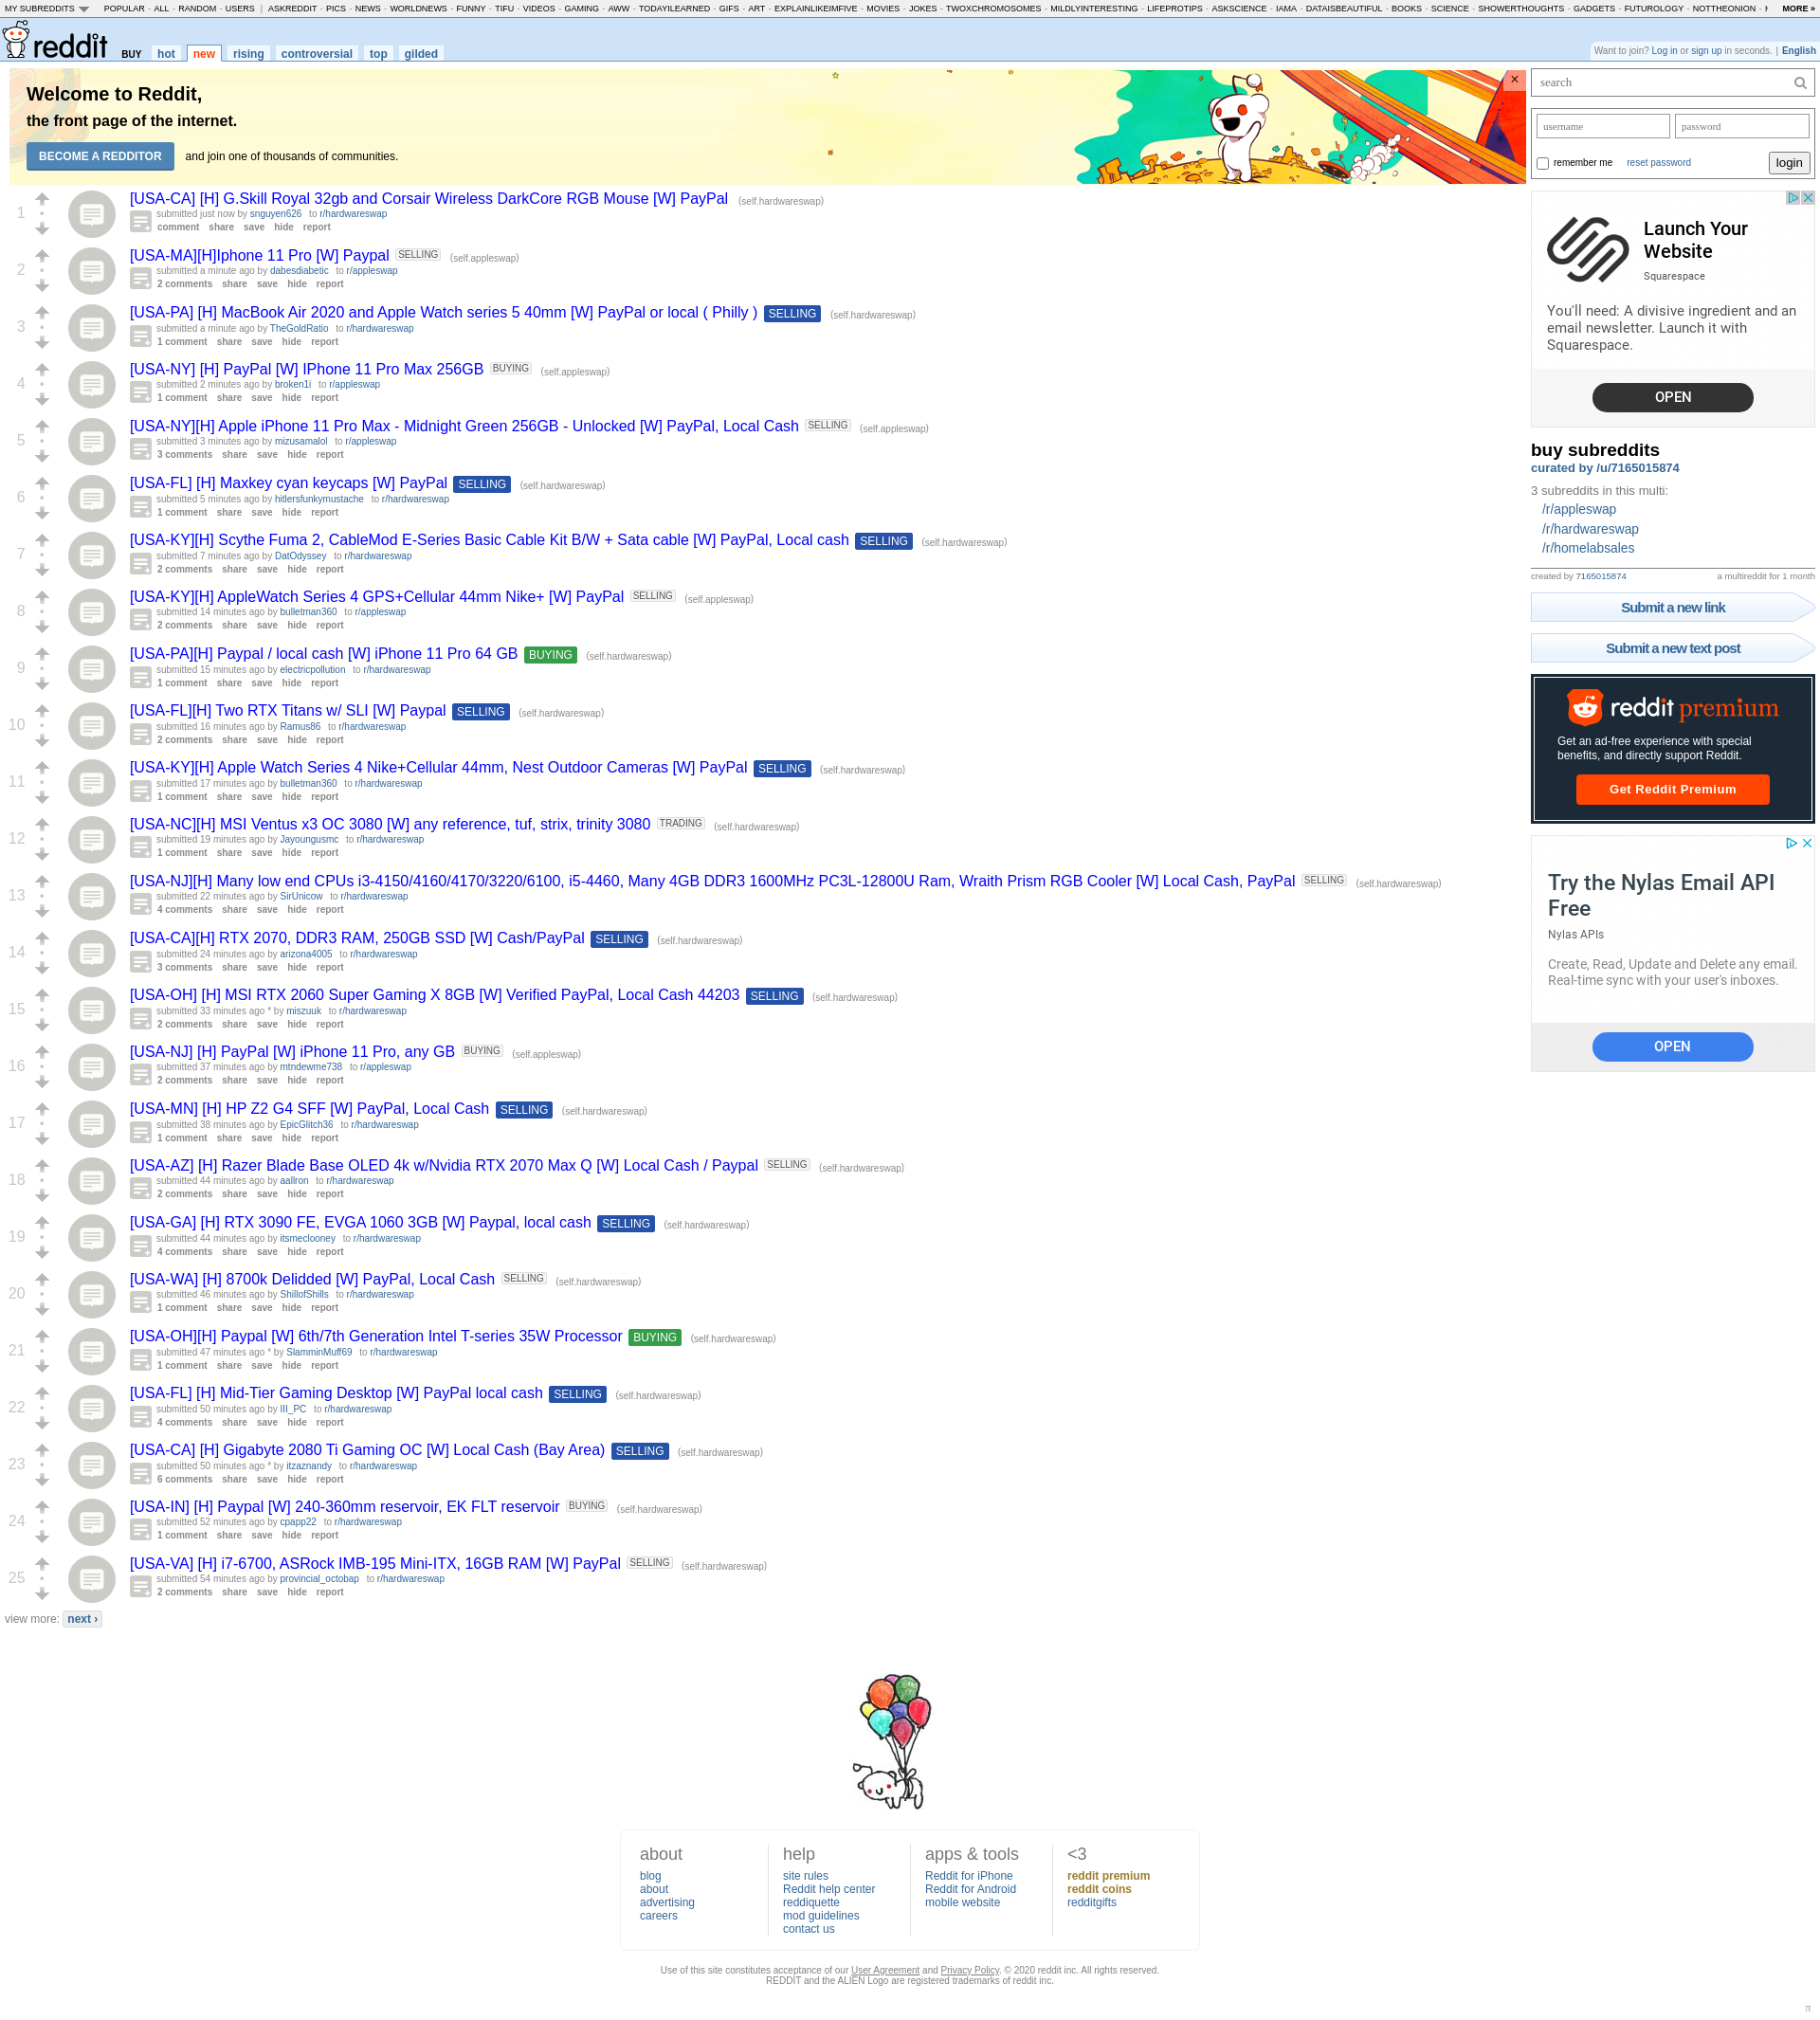 MY SUBREDDITS POPULAR - ALL - RANDOM - USERS | ASKREDDIT - PICS - NEWS - WORLDNEWS - FUNNY - TIFU - VIDEOS - GAMING - AWW - TODAYILEARNED - GIFS - ART - EXPLAINLIKEIMFIVE - MOVIES - JOKES - TWOXCHROMOSOMES - MILDLYINTERESTING - LIFEPROTIPS - ASKSCIENCE - IAMA - DATAISBEAUTIFUL - BOOKS - SCIENCE - SHOWERTHOUGHTS - GADGETS - FUTUROLOGY - NOTTHEONION - MORE »
reddit BUY hot new rising controversial top gilded
Want to join? Log in or sign up in seconds. | English
Welcome to Reddit,
the front page of the internet.
BECOME A REDDITOR and join one of thousands of communities.
×
1
[USA-CA] [H] G.Skill Royal 32gb and Corsair Wireless DarkCore RGB Mouse [W] PayPal (self.hardwareswap)
submitted just now by snguyen626 to r/hardwareswap
comment share save hide report
2
[USA-MA][H]Iphone 11 Pro [W] Paypal SELLING (self.appleswap)
submitted a minute ago by dabesdiabetic to r/appleswap
2 comments share save hide report
3
[USA-PA] [H] MacBook Air 2020 and Apple Watch series 5 40mm [W] PayPal or local ( Philly ) SELLING (self.hardwareswap)
submitted a minute ago by TheGoldRatio to r/hardwareswap
1 comment share save hide report
4
[USA-NY] [H] PayPal [W] IPhone 11 Pro Max 256GB BUYING (self.appleswap)
submitted 2 minutes ago by broken1i to r/appleswap
1 comment share save hide report
5
[USA-NY][H] Apple iPhone 11 Pro Max - Midnight Green 256GB - Unlocked [W] PayPal, Local Cash SELLING (self.appleswap)
submitted 3 minutes ago by mizusamalol to r/appleswap
3 comments share save hide report
6
[USA-FL] [H] Maxkey cyan keycaps [W] PayPal SELLING (self.hardwareswap)
submitted 5 minutes ago by hitlersfunkymustache to r/hardwareswap
1 comment share save hide report
7
[USA-KY][H] Scythe Fuma 2, CableMod E-Series Basic Cable Kit B/W + Sata cable [W] PayPal, Local cash SELLING (self.hardwareswap)
submitted 7 minutes ago by DatOdyssey to r/hardwareswap
2 comments share save hide report
8
[USA-KY][H] AppleWatch Series 4 GPS+Cellular 44mm Nike+ [W] PayPal SELLING (self.appleswap)
submitted 14 minutes ago by bulletman360 to r/appleswap
2 comments share save hide report
9
[USA-PA][H] Paypal / local cash [W] iPhone 11 Pro 64 GB BUYING (self.hardwareswap)
submitted 15 minutes ago by electricpollution to r/hardwareswap
1 comment share save hide report
10
[USA-FL][H] Two RTX Titans w/ SLI [W] Paypal SELLING (self.hardwareswap)
submitted 16 minutes ago by Ramus86 to r/hardwareswap
2 comments share save hide report
11
[USA-KY][H] Apple Watch Series 4 Nike+Cellular 44mm, Nest Outdoor Cameras [W] PayPal SELLING (self.hardwareswap)
submitted 17 minutes ago by bulletman360 to r/hardwareswap
1 comment share save hide report
12
[USA-NC][H] MSI Ventus x3 OC 3080 [W] any reference, tuf, strix, trinity 3080 TRADING (self.hardwareswap)
submitted 19 minutes ago by Jayoungusmc to r/hardwareswap
1 comment share save hide report
13
[USA-NJ][H] Many low end CPUs i3-4150/4160/4170/3220/6100, i5-4460, Many 4GB DDR3 1600MHz PC3L-12800U Ram, Wraith Prism RGB Cooler [W] Local Cash, PayPal SELLING (self.hardwareswap)
submitted 22 minutes ago by SirUnicow to r/hardwareswap
4 comments share save hide report
14
[USA-CA][H] RTX 2070, DDR3 RAM, 250GB SSD [W] Cash/PayPal SELLING (self.hardwareswap)
submitted 24 minutes ago by arizona4005 to r/hardwareswap
3 comments share save hide report
15
[USA-OH] [H] MSI RTX 2060 Super Gaming X 8GB [W] Verified PayPal, Local Cash 44203 SELLING (self.hardwareswap)
submitted 33 minutes ago * by miszuuk to r/hardwareswap
2 comments share save hide report
16
[USA-NJ] [H] PayPal [W] iPhone 11 Pro, any GB BUYING (self.appleswap)
submitted 37 minutes ago by mtndewme738 to r/appleswap
2 comments share save hide report
17
[USA-MN] [H] HP Z2 G4 SFF [W] PayPal, Local Cash SELLING (self.hardwareswap)
submitted 38 minutes ago by EpicGlitch36 to r/hardwareswap
1 comment share save hide report
18
[USA-AZ] [H] Razer Blade Base OLED 4k w/Nvidia RTX 2070 Max Q [W] Local Cash / Paypal SELLING (self.hardwareswap)
submitted 44 minutes ago by aallron to r/hardwareswap
2 comments share save hide report
19
[USA-GA] [H] RTX 3090 FE, EVGA 1060 3GB [W] Paypal, local cash SELLING (self.hardwareswap)
submitted 44 minutes ago by itsmeclooney to r/hardwareswap
4 comments share save hide report
20
[USA-WA] [H] 8700k Delidded [W] PayPal, Local Cash SELLING (self.hardwareswap)
submitted 46 minutes ago by ShillofShills to r/hardwareswap
1 comment share save hide report
21
[USA-OH][H] Paypal [W] 6th/7th Generation Intel T-series 35W Processor BUYING (self.hardwareswap)
submitted 47 minutes ago * by SlamminMuff69 to r/hardwareswap
1 comment share save hide report
22
[USA-FL] [H] Mid-Tier Gaming Desktop [W] PayPal local cash SELLING (self.hardwareswap)
submitted 50 minutes ago by III_PC to r/hardwareswap
4 comments share save hide report
23
[USA-CA] [H] Gigabyte 2080 Ti Gaming OC [W] Local Cash (Bay Area) SELLING (self.hardwareswap)
submitted 50 minutes ago * by itzaznandy to r/hardwareswap
6 comments share save hide report
24
[USA-IN] [H] Paypal [W] 240-360mm reservoir, EK FLT reservoir BUYING (self.hardwareswap)
submitted 52 minutes ago by cpapp22 to r/hardwareswap
1 comment share save hide report
25
[USA-VA] [H] i7-6700, ASRock IMB-195 Mini-ITX, 16GB RAM [W] PayPal SELLING (self.hardwareswap)
submitted 54 minutes ago by provincial_octobap to r/hardwareswap
2 comments share save hide report
view more: next ›
search
username password
remember me reset password login
Launch Your
Website
Squarespace
You'll need: A divisive ingredient and an
email newsletter. Launch it with
Squarespace.
OPEN
buy subreddits
curated by /u/7165015874
3 subreddits in this multi:
/r/appleswap
/r/hardwareswap
/r/homelabsales
created by 7165015874 a multireddit for 1 month
Submit a new link
Submit a new text post
reddit premium
Get an ad-free experience with special
benefits, and directly support Reddit.
Get Reddit Premium
Try the Nylas Email API
Free
Nylas APIs
Create, Read, Update and Delete any email.
Real-time sync with your user's inboxes.
OPEN
about
blog
about
advertising
careers
help
site rules
Reddit help center
reddiquette
mod guidelines
contact us
apps & tools
Reddit for iPhone
Reddit for Android
mobile website
<3
reddit premium
reddit coins
redditgifts
Use of this site constitutes acceptance of our User Agreement and Privacy Policy. © 2020 reddit inc. All rights reserved.
REDDIT and the ALIEN Logo are registered trademarks of reddit inc.
π